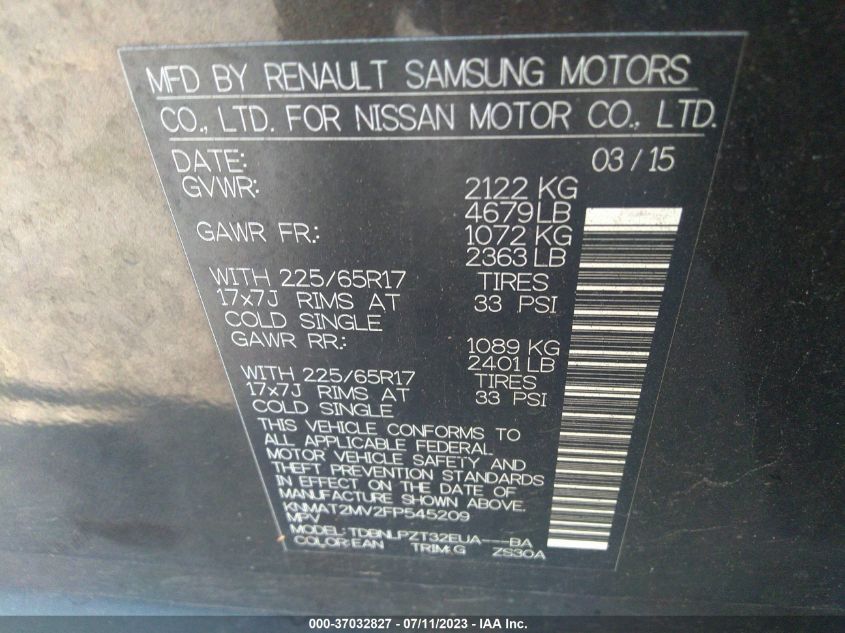 MFD BY RENAULT SAMSUNG MOTORS
CO., LTD. FOR NISSAN MOTOR CO., LTD.
DATE: 03 / 15
GVWR: 2122 KG
4679 LB
GAWR FR.: 1072 KG
2363 LB
WITH 225/65R17 TIRES
17x7J RIMS AT 33 PSI
COLD SINGLE
GAWR RR.: 1089 KG
2401 LB
WITH 225/65R17 TIRES
17x7J RIMS AT 33 PSI
COLD SINGLE
THIS VEHICLE CONFORMS TO
ALL APPLICABLE FEDERAL
MOTOR VEHICLE SAFETY AND
THEFT PREVENTION STANDARDS
IN EFFECT ON THE DATE OF
MANUFACTURE SHOWN ABOVE.
KNMAT2MV2FP545209
MPV
MODEL: TDBNLPZT32EUA---BA
COLOR: EAN TRIM: G ZS30A
000-37032827 - 07/11/2023 - IAA Inc.